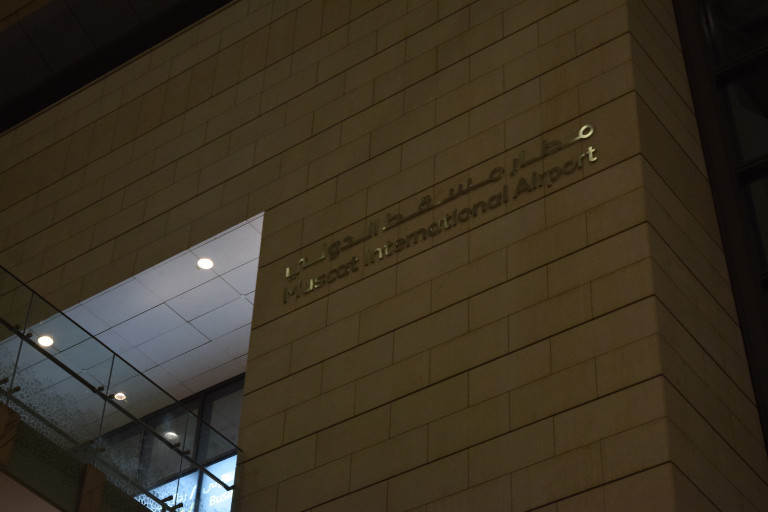 مطار مسقط الدولي
Muscat International Airport